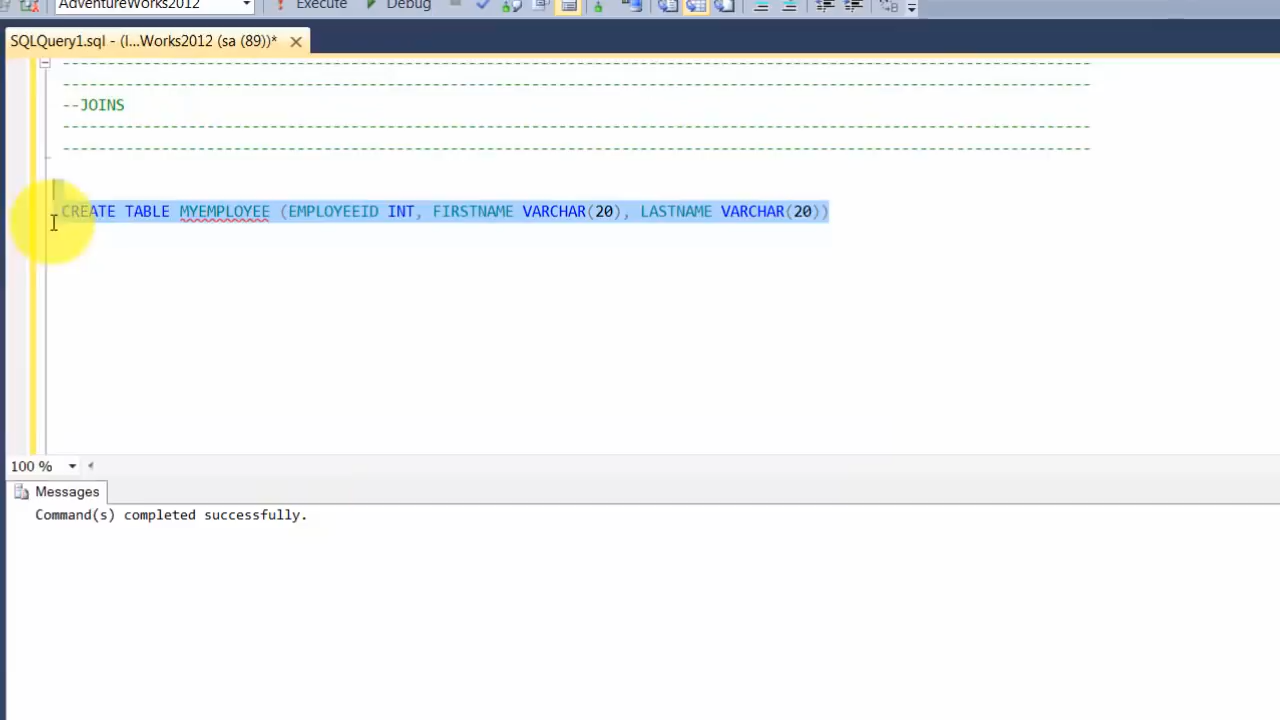 AdventureWorks2012 Execute Debug
SQLQuery1.sql - (l...Works2012 (sa (89))*
--------------------------------------------------------------------------------------------------------------------
--------------------------------------------------------------------------------------------------------------------
--JOINS
--------------------------------------------------------------------------------------------------------------------
--------------------------------------------------------------------------------------------------------------------
CREATE TABLE MYEMPLOYEE (EMPLOYEEID INT, FIRSTNAME VARCHAR(20), LASTNAME VARCHAR(20))
100 %
Messages
Command(s) completed successfully.